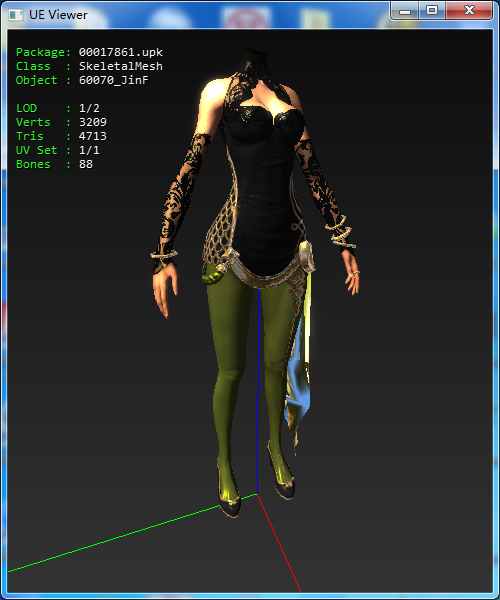 UE Viewer
Package: 00017861.upk
Class : SkeletalMesh
Object : 60070_JinF
LOD : 1/2
Verts : 3209
Tris : 4713
UV Set : 1/1
Bones : 88